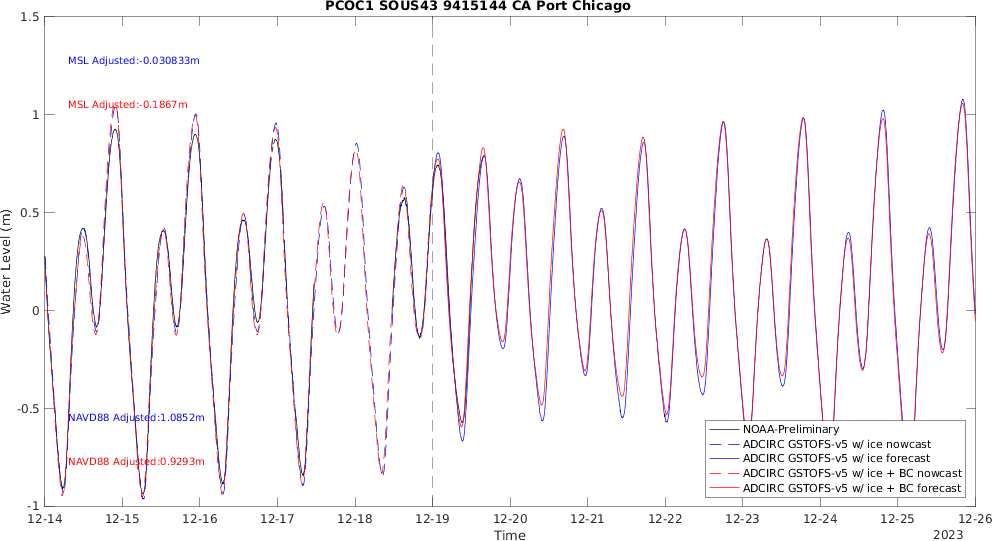 PCOC1 SOUS43 9415144 CA Port Chicago
1.5
MSL Adjusted:-0.030833m
MSL Adjusted:-0.1867m
1
0.5
Water Level (m)
0
-0.5
NAVD88 Adjusted:1.0852m
NAVD88 Adjusted:0.9293m
-1
NOAA-Preliminary
ADCIRC GSTOFS-v5 w/ ice nowcast
ADCIRC GSTOFS-v5 w/ ice forecast
ADCIRC GSTOFS-v5 w/ ice + BC nowcast
ADCIRC GSTOFS-v5 w/ ice + BC forecast
12-14 12-15 12-16 12-17 12-18 12-19 12-20 12-21 12-22 12-23 12-24 12-25 12-26
Time
2023